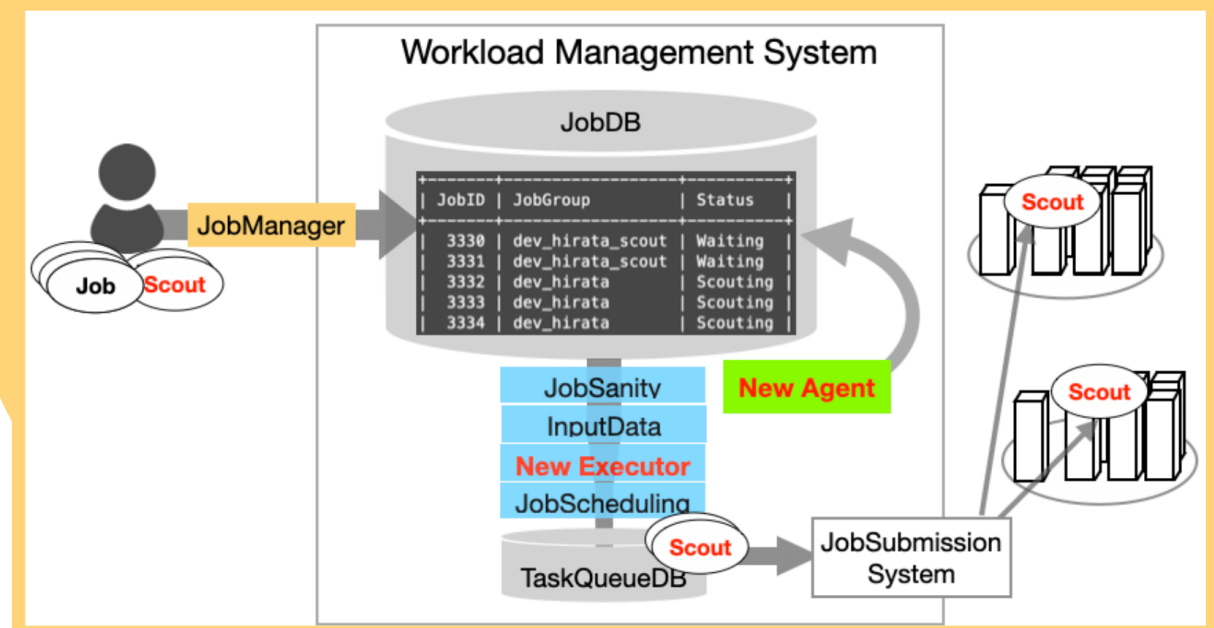 Workload Management System
JobDB
JobID | JobGroup | Status
3330 | dev_hirata_scout | Waiting
3331 | dev_hirata_scout | Waiting
3332 | dev_hirata | Scouting
3333 | dev_hirata | Scouting
3334 | dev_hirata | Scouting
JobManager
Job
Scout
JobSanity
InputData
New Executor
JobScheduling
New Agent
TaskQueueDB
Scout
JobSubmission
System
Scout
Scout